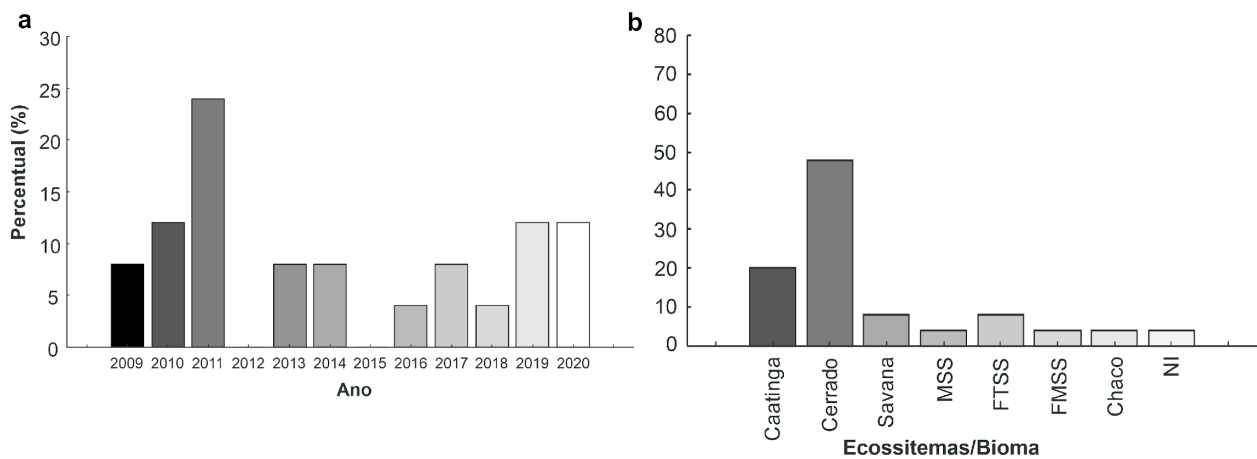 a
30
25
20
15
10
5
0
Percentual (%)
2009 2010 2011 2012 2013 2014 2015 2016 2017 2018 2019 2020
Ano
b
80
70
60
50
40
30
20
10
0
Caatinga
Cerrado
Savana
MSS
FTSS
FMSS
Chaco
NI
Ecossitemas/Bioma